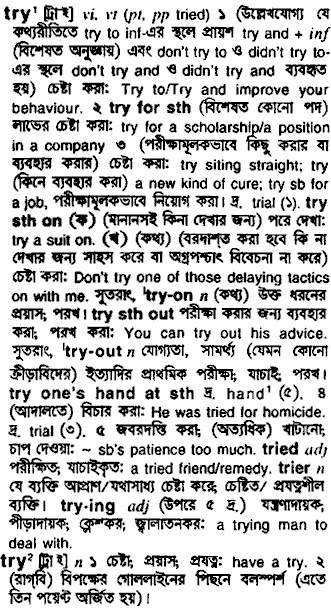 try¹ [ট্রাই] vi, vt (pt, pp tried) ১ (উল্লেখযোগ্য যে
কথ্যরীতিতে try to inf-এর স্থলে প্রায়শ try and + inf
(বিশেষত অনুজ্ঞায়) এবং don't try to ও didn't try to-
এর স্থলে don't try and ও didn't try and ব্যবহৃত
হয়) চেষ্টা করা: Try to/Try and improve your
behaviour. ২ try for sth (বিশেষত কোনো পদ)
লাভের চেষ্টা করা: try for a scholarship/a position
in a company ৩ (পরীক্ষামূলকভাবে কিছু করার বা
ব্যবহার করার) চেষ্টা করা: try siting straight; try
(কিনে ব্যবহার করা) a new kind of cure; try sb for
a job, পরীক্ষামূলকভাবে নিয়োগ করা। দ্র. trial (১). try
sth on (ক) (মানানসই কিনা দেখার জন্য) পরে দেখা:
try a suit on. (খ) (কথ্য) (বরদাশ্ত করা হবে কি না
দেখার জন্য সাহস করে বা অগ্রপশ্চাৎ বিবেচনা না করে)
চেষ্টা করা: Don't try one of those delaying tactics
on with me. সুতরাং, 'try-on n (কথ্য) উক্ত ধরনের
প্রয়াস; পরখ। try sth out পরীক্ষা করার জন্য ব্যবহার
করা; পরখ করা: You can try out his advice.
সুতরাং, 'try-out n যোগ্যতা, সামর্থ্য (যেমন কোনো
ক্রীড়াবিদের) ইত্যাদির প্রাথমিক পরীক্ষা; যাচাই; পরখ।
try one's hand at sth দ্র. hand¹ (৫). ৪
(আদালতে) বিচার করা: He was tried for homicide.
দ্র. trial (৩). ৫ জবরদস্তি করা; (অত্যধিক) খাটানো;
চাপ দেওয়া: ~ sb's patience too much. tried adj
পরীক্ষিত; যাচাইকৃত: a tried friend/remedy. trier n
যে ব্যক্তি আপ্রাণ/যথাসাধ্য চেষ্টা করে; চেষ্টিত/ প্রযত্নশীল
ব্যক্তি। try-ing adj (উপরে ৫ দ্র.) যন্ত্রণাদায়ক;
পীড়াদায়ক; ক্লেশকর; জ্বালাতনকর: a trying man to
deal with.
try² [ট্রাই] n ১ চেষ্টা; প্রয়াস; প্রযত্ন: have a try. ২
(রাগ্‌বি) বিপক্ষের গোললাইনের পিছনে বলস্পর্শ (এতে
তিন পয়েন্ট অর্জিত হয়)।